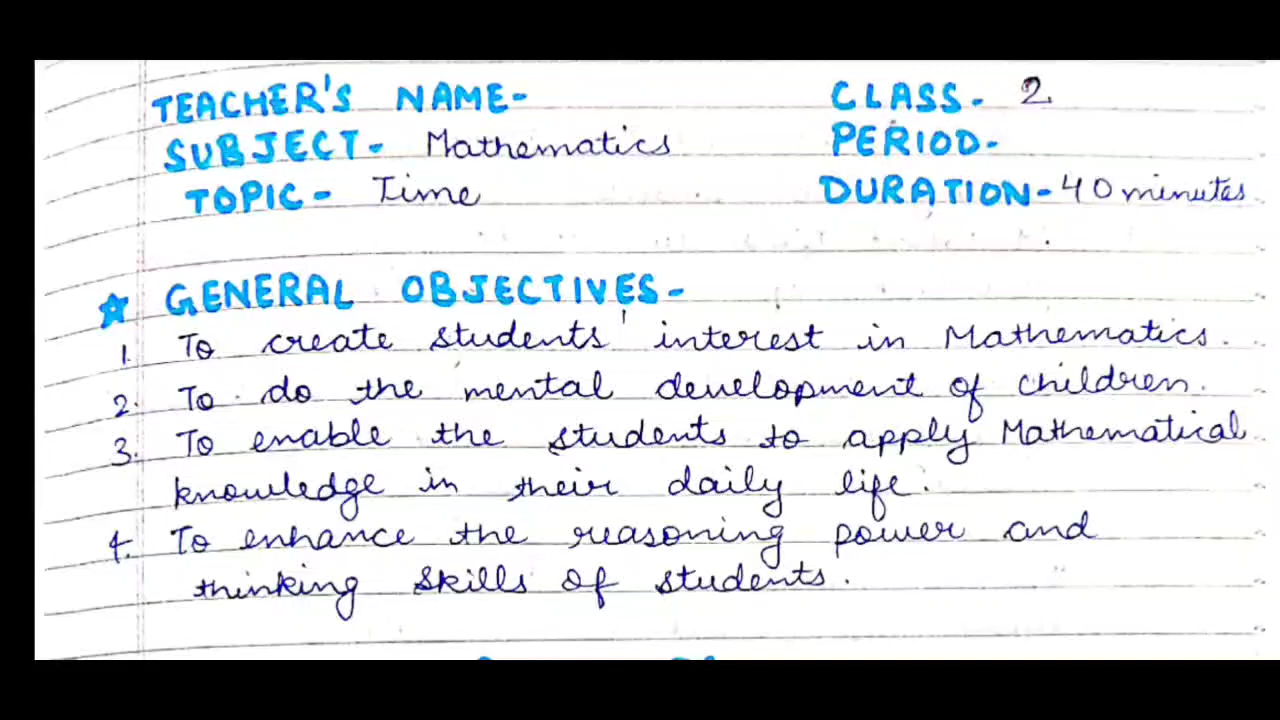 TEACHER'S NAME- CLASS- 2
SUBJECT- Mathematics PERIOD-
TOPIC- Time DURATION- 40 minutes
GENERAL OBJECTIVES-
1. To create students' interest in Mathematics.
2. To do the mental development of children.
3. To enable the students to apply Mathematical
knowledge in their daily life.
4. To enhance the reasoning power and
thinking skills of students.